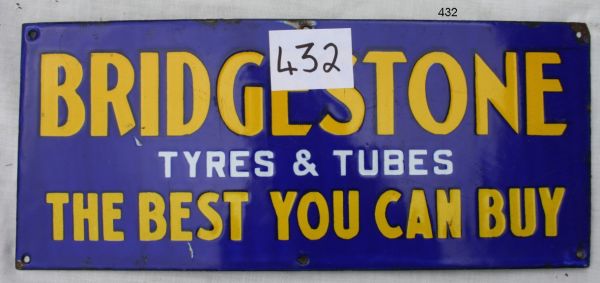 432
432
BRIDGESTONE
TYRES & TUBES
THE BEST YOU CAN BUY